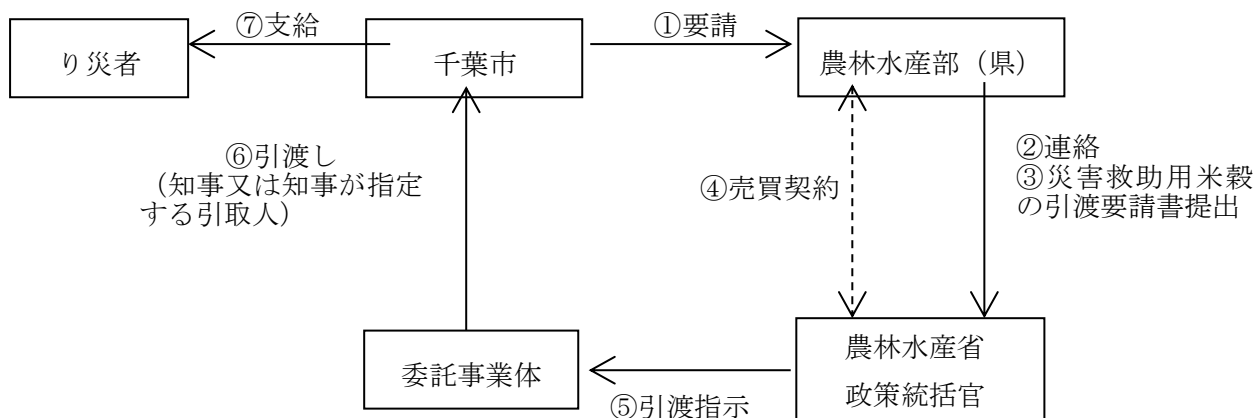 ⑦支給
①要請
り災者
千葉市
農林水産部（県）
⑥引渡し
（知事又は知事が指定
する引取人）
④売買契約
②連絡
③災害救助用米穀
の引渡要請書提出
委託事業体
農林水産省
政策統括官
⑤引渡指示